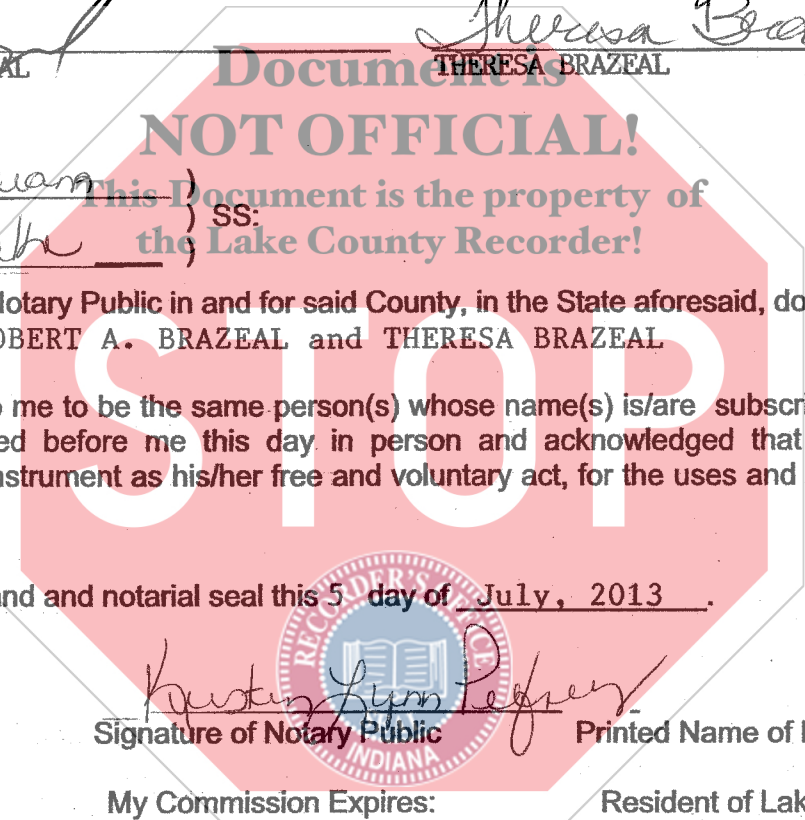 Theresa
AL THERESA BRAZEAL
Document is
NOT OFFICIAL!
This Document is the property of
SS:
the Lake County Recorder!
Notary Public in and for said County, in the State aforesaid, do
OBERT A. BRAZEAL and THERESA BRAZEAL
STOP
o me to be the same person(s) whose name(s) is/are subscri
ed before me this day in person and acknowledged that
nstrument as his/her free and voluntary act, for the uses and
nd and notarial seal this 5 day of July, 2013 .
RECORDER'S OFFICE
Lynn
Signature of Notary Public Printed Name of
INDIANA
My Commission Expires: Resident of Lak